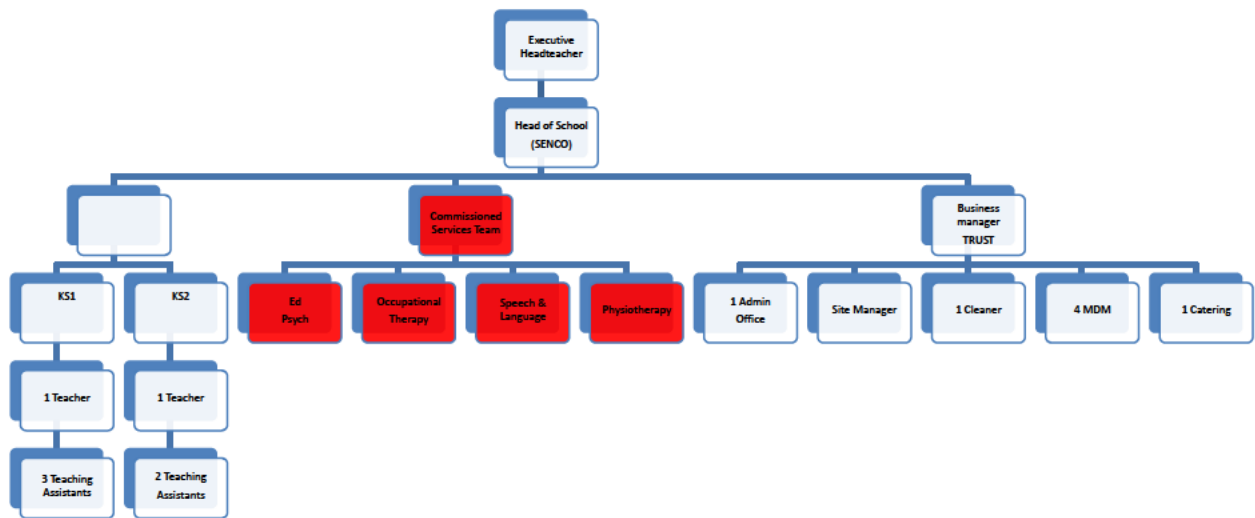 Executive
Headteacher
Head of School
(SENCO)
Commissioned
Services Team
Business
manager
TRUST
KS1
KS2
Ed
Psych
Occupational
Therapy
Speech &
Language
Physiotherapy
1 Admin
Office
Site Manager
1 Cleaner
4 MDM
1 Catering
1 Teacher
1 Teacher
3 Teaching
Assistants
2 Teaching
Assistants